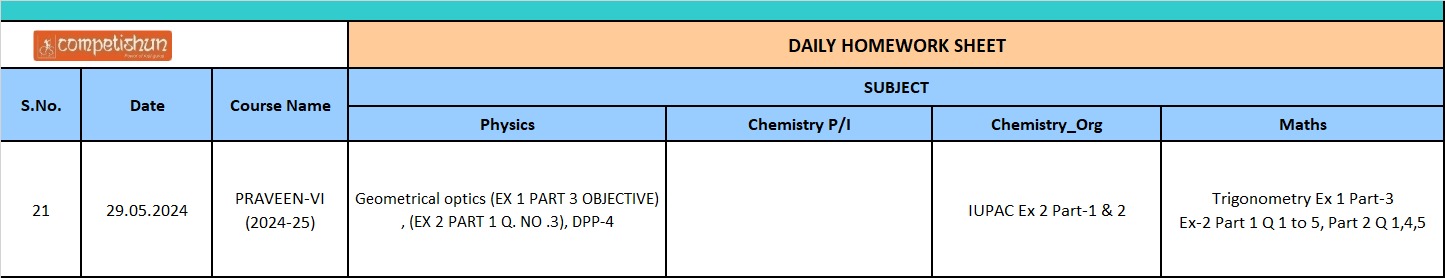 competishun
DAILY HOMEWORK SHEET
S.No.
Date
Course Name
SUBJECT
Physics
Chemistry P/I
Chemistry_Org
Maths
21
29.05.2024
PRAVEEN-VI
(2024-25)
Geometrical optics (EX 1 PART 3 OBJECTIVE)
, (EX 2 PART 1 Q. NO .3), DPP-4
IUPAC Ex 2 Part-1 & 2
Trigonometry Ex 1 Part-3
Ex-2 Part 1 Q 1 to 5, Part 2 Q 1,4,5